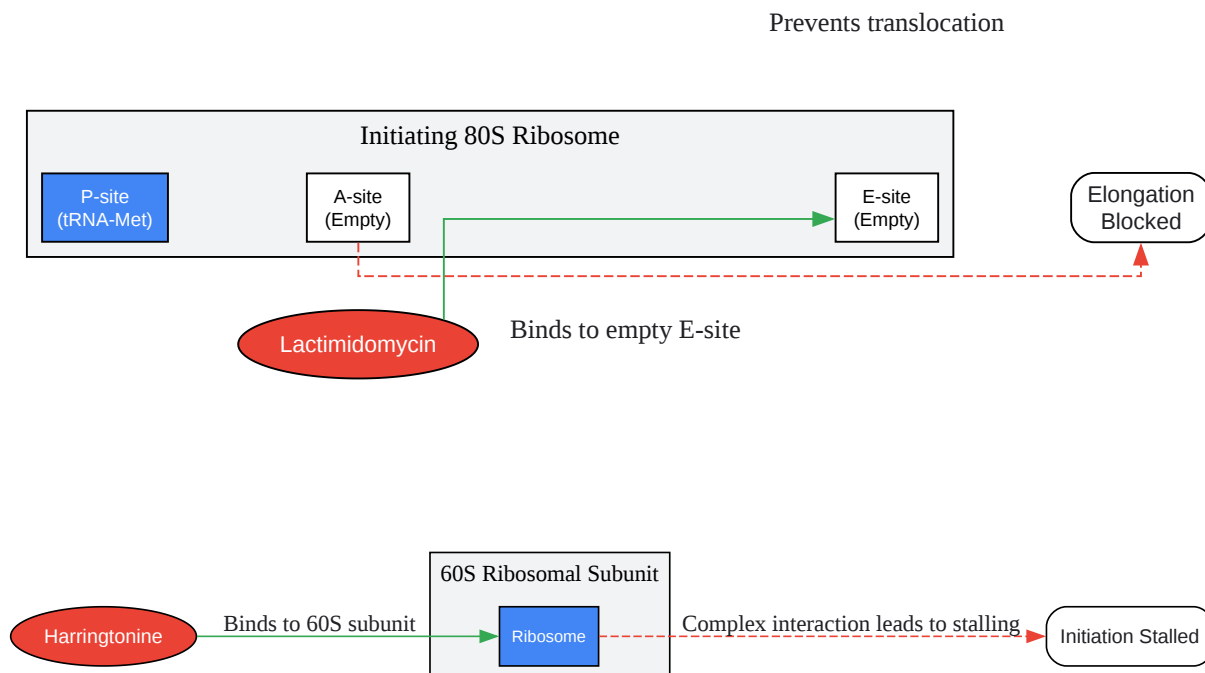 Prevents translocation
Initiating 80S Ribosome
P-site
(tRNA-Met)
A-site
(Empty)
E-site
(Empty)
Elongation
Blocked
Lactimidomycin
Binds to empty E-site
60S Ribosomal Subunit
Harringtonine
Binds to 60S subunit
Ribosome
Complex interaction leads to stalling
Initiation Stalled